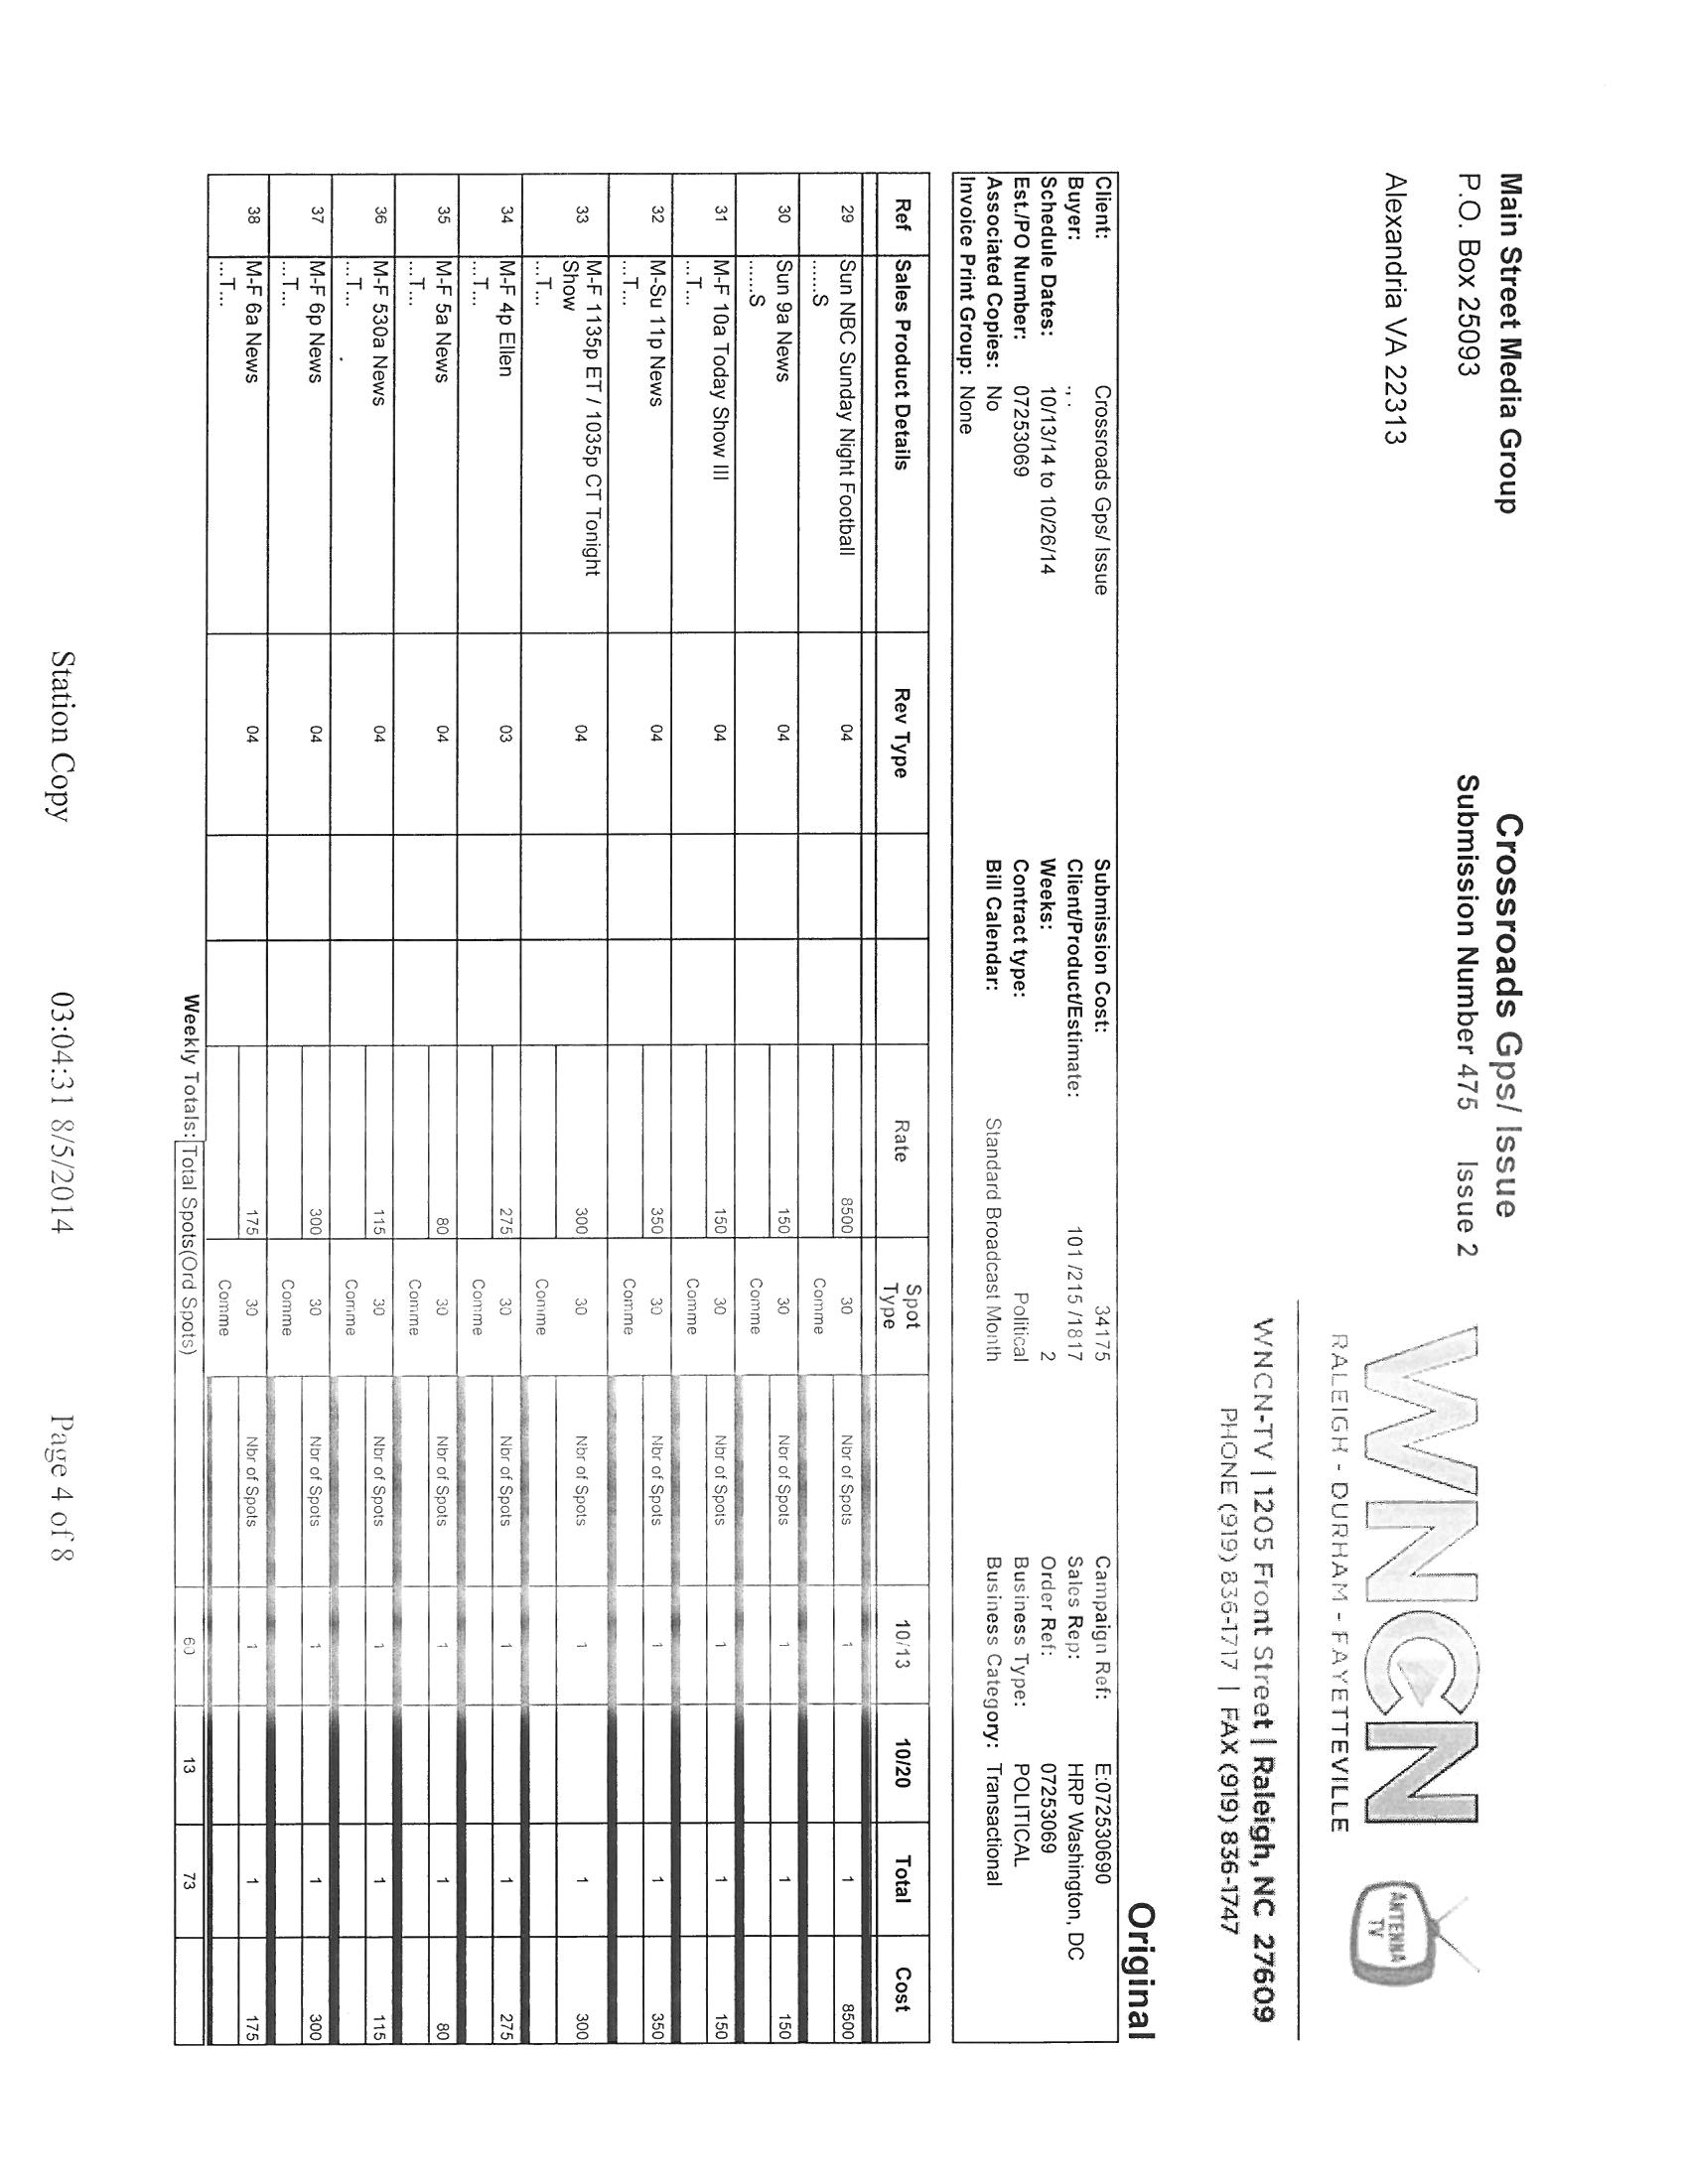 Main Street Media Group
P.O. Box 25093
Alexandria VA 22313
Crossroads Gps/ Issue
Submission Number 475 Issue 2
WNCN
RALEIGH - DURHAM - FAYETTEVILLE
ANTENNA
TV
WNCN-TV | 1205 Front Street | Raleigh, NC 27609
PHONE (919) 836-1717 | FAX (919) 836-1747
Original
Client: Crossroads Gps/ Issue Submission Cost: 34175 Campaign Ref: E:072530690
Buyer: ., . Client/Product/Estimate: 101 /215 /1817 Sales Rep: HRP Washington, DC
Schedule Dates: 10/13/14 to 10/26/14 Weeks: 2 Order Ref: 07253069
Est./PO Number: 07253069 Contract type: Political Business Type: POLITICAL
Associated Copies: No Bill Calendar: Standard Broadcast Month Business Category: Transactional
Invoice Print Group: None
Ref Sales Product Details Rev Type Rate Spot Type 10/13 10/20 Total Cost
29 Sun NBC Sunday Night Football 04 8500 30 Nbr of Spots 1 1 8500
......S Comme
30 Sun 9a News 04 150 30 Nbr of Spots 1 1 150
......S Comme
31 M-F 10a Today Show III 04 150 30 Nbr of Spots 1 1 150
...T... Comme
32 M-Su 11p News 04 350 30 Nbr of Spots 1 1 350
...T... Comme
33 M-F 1135p ET / 1035p CT Tonight 04 300 30 Nbr of Spots 1 1 300
Show
...T... Comme
34 M-F 4p Ellen 03 275 30 Nbr of Spots 1 1 275
...T... Comme
35 M-F 5a News 04 80 30 Nbr of Spots 1 1 80
...T... Comme
36 M-F 530a News 04 115 30 Nbr of Spots 1 1 115
...T... Comme
37 M-F 6p News 04 300 30 Nbr of Spots 1 1 300
...T... Comme
38 M-F 6a News 04 175 30 Nbr of Spots 1 1 175
...T... Comme
Weekly Totals: Total Spots(Ord Spots) 60 13 73
Station Copy 03:04:31 8/5/2014 Page 4 of 8